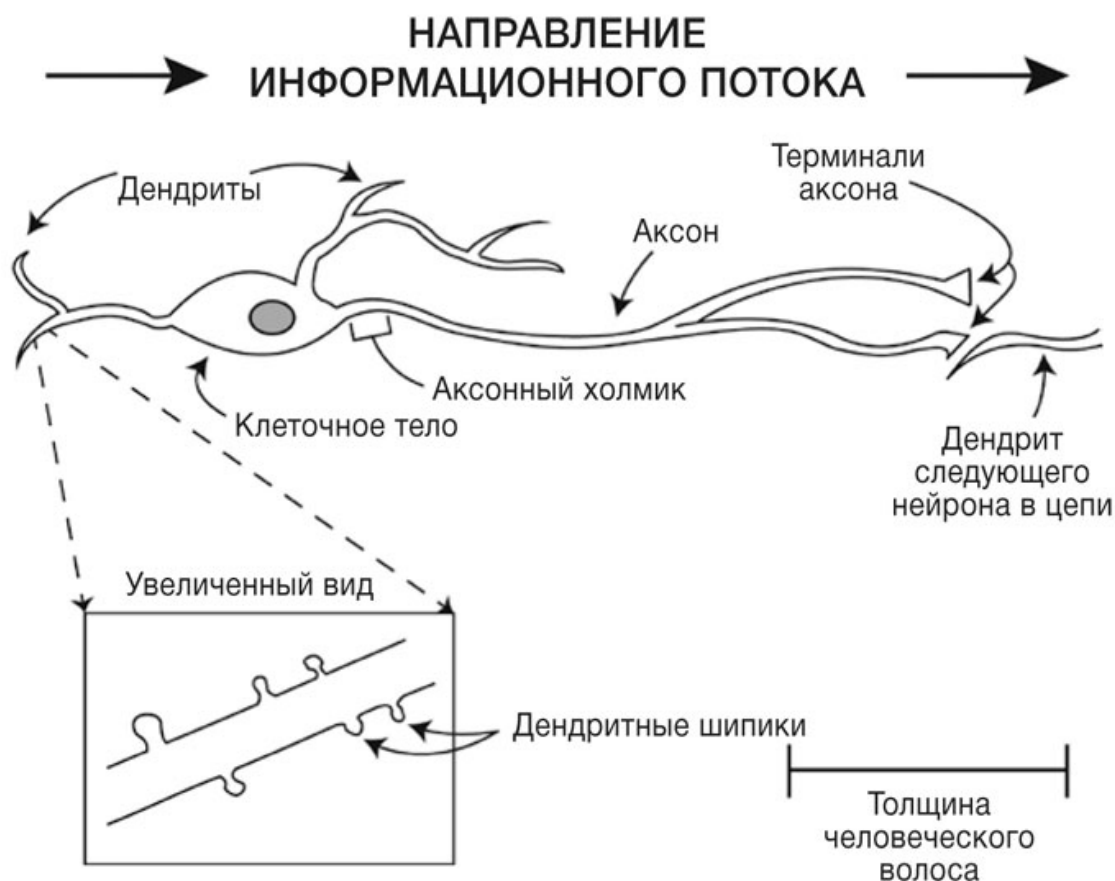 НАПРАВЛЕНИЕ
ИНФОРМАЦИОННОГО ПОТОКА
Дендриты
Терминали
аксона
Аксон
Аксонный холмик
Клеточное тело
Дендрит
следующего
нейрона в цепи
Увеличенный вид
Дендритные шипики
Толщина
человеческого
волоса